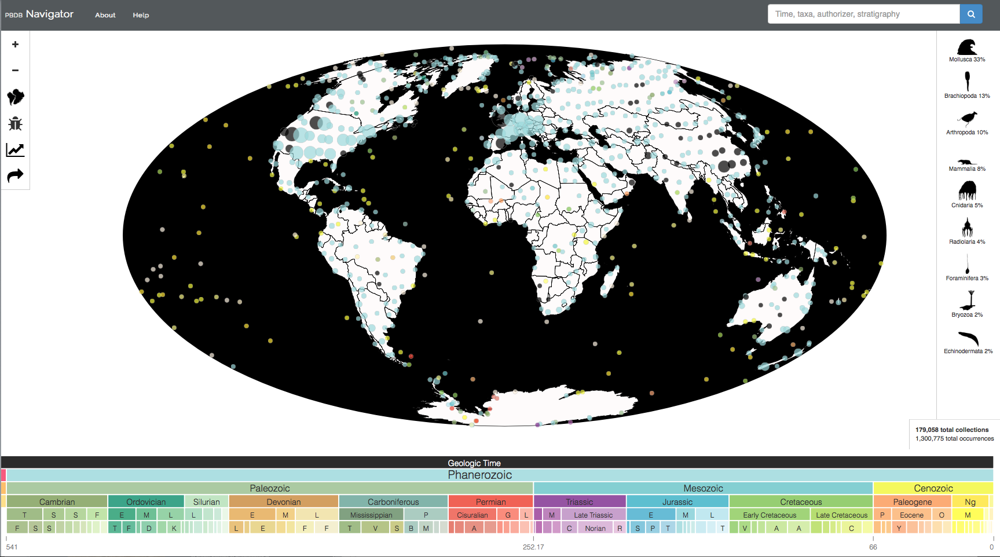 PBDB Navigator About Help
Time, taxa, authorizer, stratigraphy
+
−
Mollusca 33%
Brachiopoda 13%
Arthropoda 10%
Mammalia 8%
Cnidaria 5%
Radiolaria 4%
Foraminifera 3%
Bryozoa 2%
Echinodermata 2%
179,058 total collections
1,300,775 total occurrences
Geologic Time
Phanerozoic
Paleozoic Mesozoic Cenozoic
Cambrian Ordovician Silurian Devonian Carboniferous Permian Triassic Jurassic Cretaceous Paleogene Ng
T S S F E M L L E M L Mississippian P Cisuralian G L M Late Triassic E M L Early Cretaceous Late Cretaceous P Eocene O M
F S S T F D K L E F F T V S B M A C Norian R S P T T V A A C Y
541 252.17 66 0